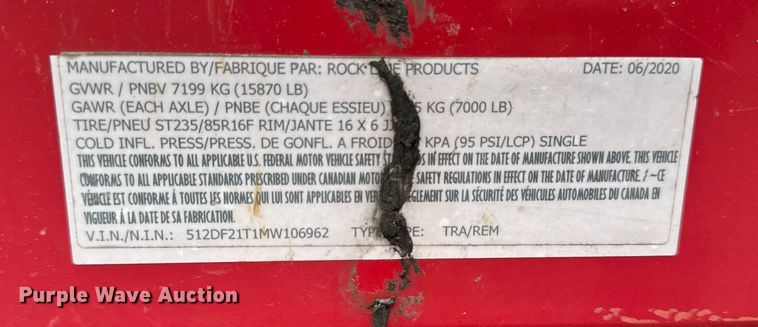 MANUFACTURED BY/FABRIQUE PAR: ROCK PRODUCTS DATE: 06/2020
GVWR / PNBV 7199 KG (15870 LB)
GAWR (EACH AXLE) / PNBE (CHAQUE ESSIEU) KG (7000 LB)
TIRE/PNEU ST235/85R16F RIM/JANTE 16 X 6
COLD INFL. PRESS/PRESS. DE GONFL. A FROID KPA (95 PSI/LCP) SINGLE
THIS VEHICLE CONFORMS TO ALL APPLICABLE U.S. FEDERAL MOTOR VEHICLE SAFETY IN EFFECT ON THE DATE OF MANUFACTURE SHOWN ABOVE. THIS VEHICLE
CONFORMS TO ALL APPLICABLE STANDARDS PRESCRIBED UNDER CANADIAN MOTOR SAFETY REGULATIONS IN EFFECT ON THE DATE OF MANUFACTURE. / ~CE
VÉHICLE EST CONFORME À TOUTES LES NORMES QUI LUI SONT APPLICABLES EN SUR LA SÉCURITÉ DES VÉHICULES AUTOMOBILES DU CANADA EN
VIGUEUR À LA DATE DE SA FABRICATION.
V.I.N./N.I.N.: 512DF21T1MW106962 TRA/REM
Purple Wave Auction